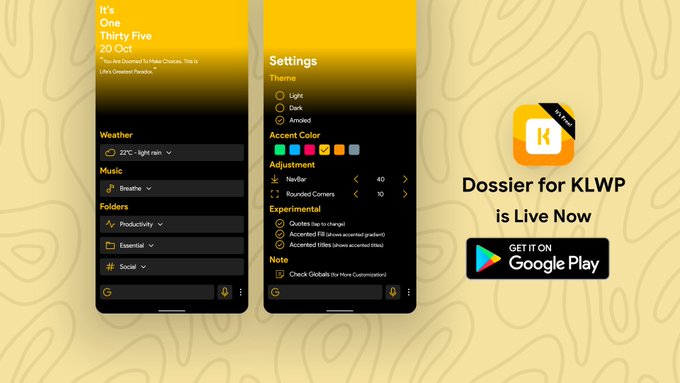 It's
One
Thirty Five
20 Oct
"You Are Doomed To Make Choices. This is
Life's Greatest Paradox."
Weather
22°C - light rain
Music
Breathe
Folders
Productivity
Essential
# Social
G
Settings
Theme
Light
Dark
Amoled
Accent Color
Adjustment
NavBar 40
Rounded Corners 10
Experimental
Quotes (tap to change)
Accented Fill (shows accented gradient)
Accented titles (shows accented titles)
Note
Check Globals (for More Customization)
G
It's Free!
K
Dossier for KLWP
is Live Now
GET IT ON
Google Play